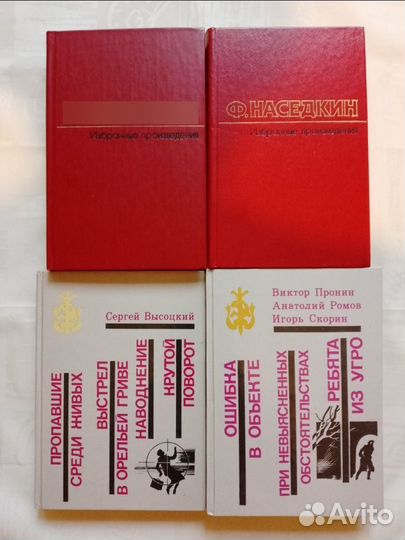 Избранные произведения
Ф. НАСЕДКИН
Избранные произведения
Сергей Высоцкий
ПРОПАВШИЕ
СРЕДИ ЖИВЫХ
ВЫСТРЕЛ
В ОРЕЛЬЕЙ ГРИВЕ
НАВОДНЕНИЕ
КРУТОЙ
ПОВОРОТ
Виктор Пронин
Анатолий Ромов
Игорь Скорин
ОШИБКА
В ОБЪЕКТЕ
ПРИ НЕВЫЯСНЕННЫХ
ОБСТОЯТЕЛЬСТВАХ
РЕБЯТА
ИЗ УГРО
Avito